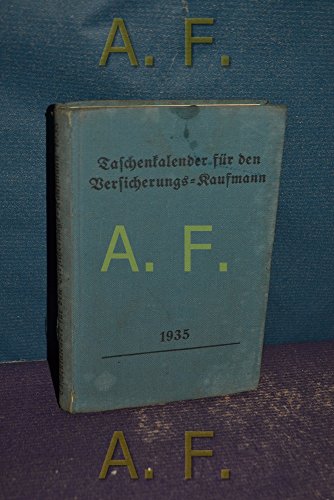 A. F.
Taschenkalender für den
Versicherungs=Kaufmann
A. F.
1935
A. F.